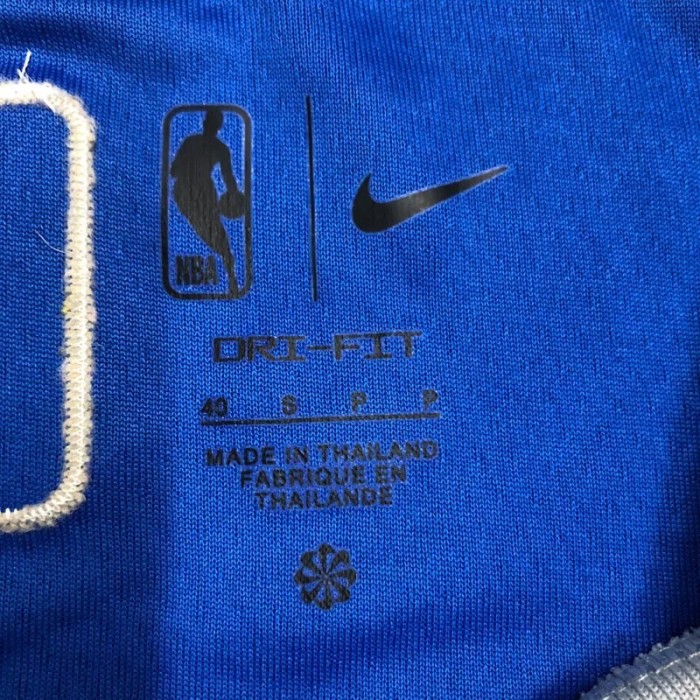 NBA
DRI-FIT
40 S P P
MADE IN THAILAND
FABRIQUE EN
THAILANDE